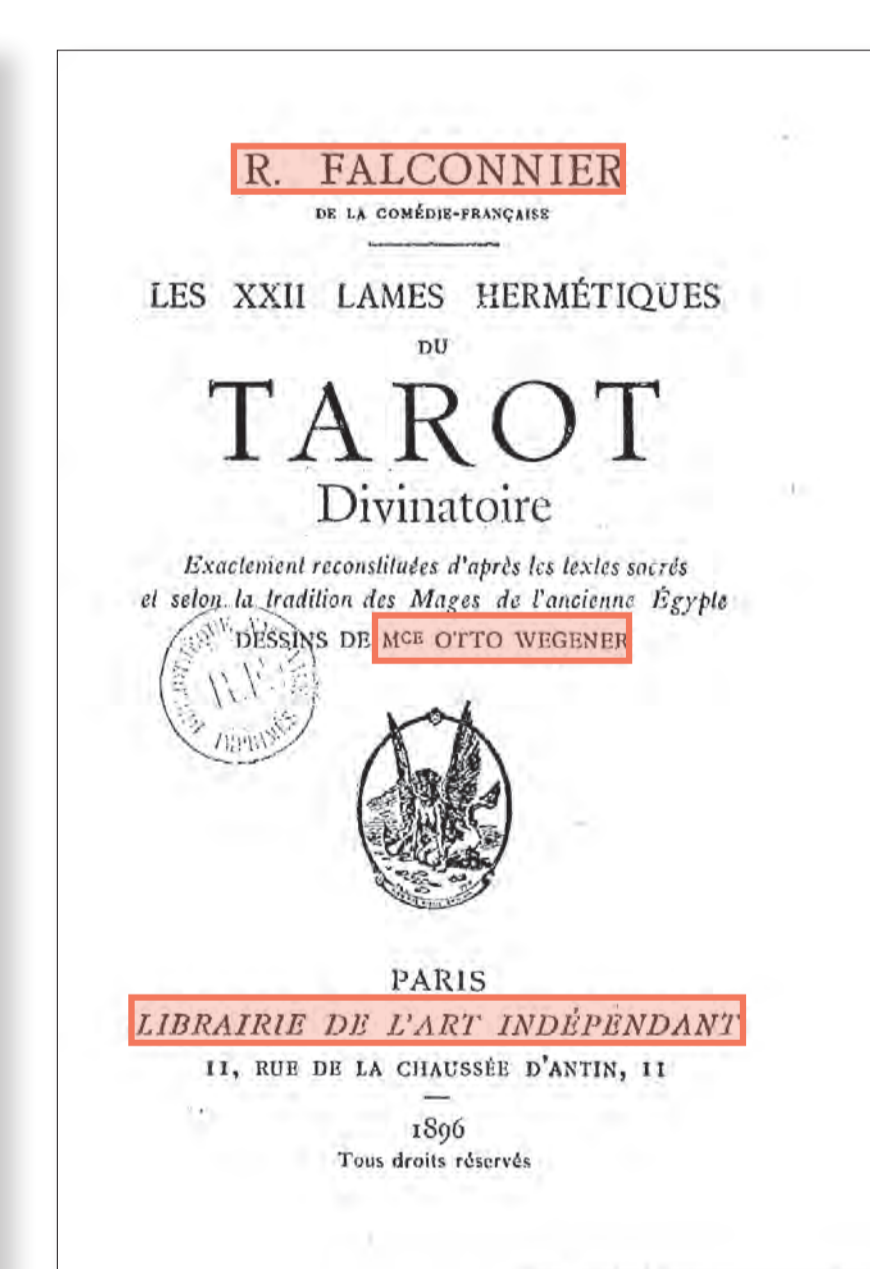 R. FALCONNIER
DE LA COMÉDIE-FRANÇAISE
LES XXII LAMES HERMÉTIQUES
DU
TAROT
Divinatoire
Exactement reconstituées d'après les textes sacrés
et selon la tradition des Mages de l'ancienne Égypte
DESSINS DE MCE OTTO WEGENER
R.F.
IMPRIMÉS
PARIS
LIBRAIRIE DE L'ART INDÉPENDANT
11, RUE DE LA CHAUSSÉE D'ANTIN, 11
1896
Tous droits réservés